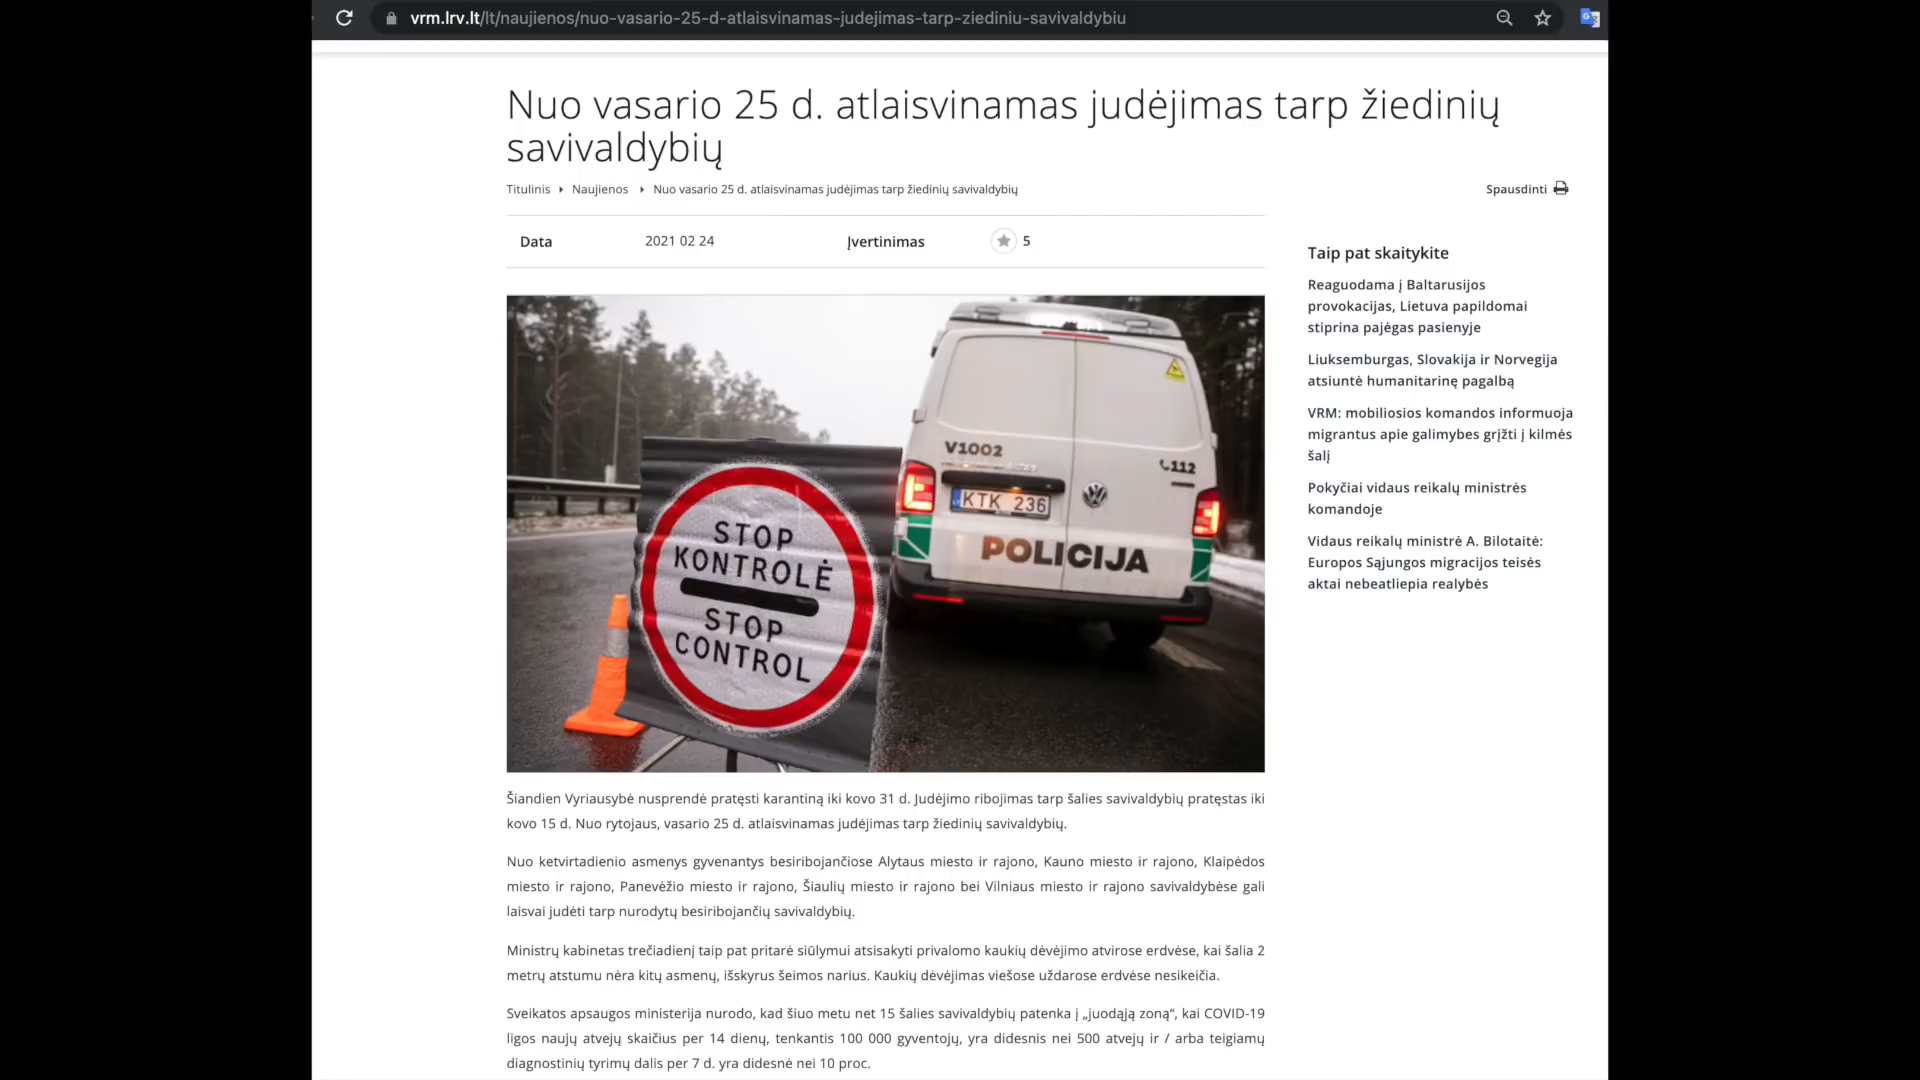 vrm.lrv.lt/lt/naujienos/nuo-vasario-25-d-atlaisvinamas-judejimas-tarp-ziediniu-savivaldybiu
Nuo vasario 25 d. atlaisvinamas judėjimas tarp žiedinių
savivaldybių
Titulinis Naujienos Nuo vasario 25 d. atlaisvinamas judėjimas tarp žiedinių savivaldybių
Spausdinti
Data 2021 02 24 Įvertinimas 5
V1002
112
KTK 236
POLICIJA
STOP
KONTROLĖ
STOP
CONTROL
Šiandien Vyriausybė nusprendė pratęsti karantiną iki kovo 31 d. Judėjimo ribojimas tarp šalies savivaldybių pratęstas iki
kovo 15 d. Nuo rytojaus, vasario 25 d. atlaisvinamas judėjimas tarp žiedinių savivaldybių.
Nuo ketvirtadienio asmenys gyvenantys besiribojančiose Alytaus miesto ir rajono, Kauno miesto ir rajono, Klaipėdos
miesto ir rajono, Panevėžio miesto ir rajono, Šiaulių miesto ir rajono bei Vilniaus miesto ir rajono savivaldybėse gali
laisvai judėti tarp nurodytų besiribojančių savivaldybių.
Ministrų kabinetas trečiadienį taip pat pritarė siūlymui atsisakyti privalomo kaukių dėvėjimo atvirose erdvėse, kai šalia 2
metrų atstumu nėra kitų asmenų, išskyrus šeimos narius. Kaukių dėvėjimas viešose uždarose erdvėse nesikeičia.
Sveikatos apsaugos ministerija nurodo, kad šiuo metu net 15 šalies savivaldybių patenka į „juodąją zoną“, kai COVID-19
ligos naujų atvejų skaičius per 14 dienų, tenkantis 100 000 gyventojų, yra didesnis nei 500 atvejų ir / arba teigiamų
diagnostinių tyrimų dalis per 7 d. yra didesnė nei 10 proc.
Taip pat skaitykite
Reaguodama į Baltarusijos
provokacijas, Lietuva papildomai
stiprina pajėgas pasienyje
Liuksemburgas, Slovakija ir Norvegija
atsiuntė humanitarinę pagalbą
VRM: mobiliosios komandos informuoja
migrantus apie galimybes grįžti į kilmės
šalį
Pokyčiai vidaus reikalų ministrės
komandoje
Vidaus reikalų ministrė A. Bilotaitė:
Europos Sąjungos migracijos teisės
aktai nebeatliepia realybės